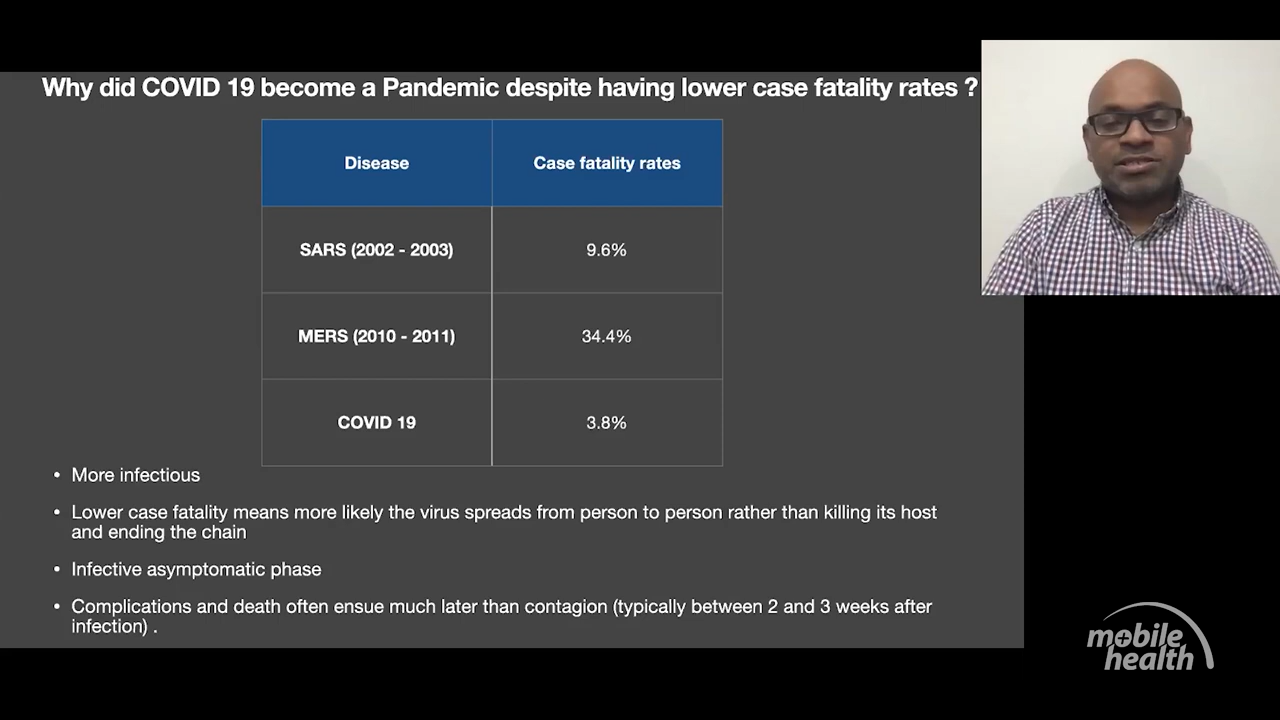 Why did COVID 19 become a Pandemic despite having lower case fatality rates ?
Disease
Case fatality rates
SARS (2002 - 2003)
9.6%
MERS (2010 - 2011)
34.4%
COVID 19
3.8%
• More infectious
• Lower case fatality means more likely the virus spreads from person to person rather than killing its host
and ending the chain
• Infective asymptomatic phase
• Complications and death often ensue much later than contagion (typically between 2 and 3 weeks after
infection) .
mobile
health